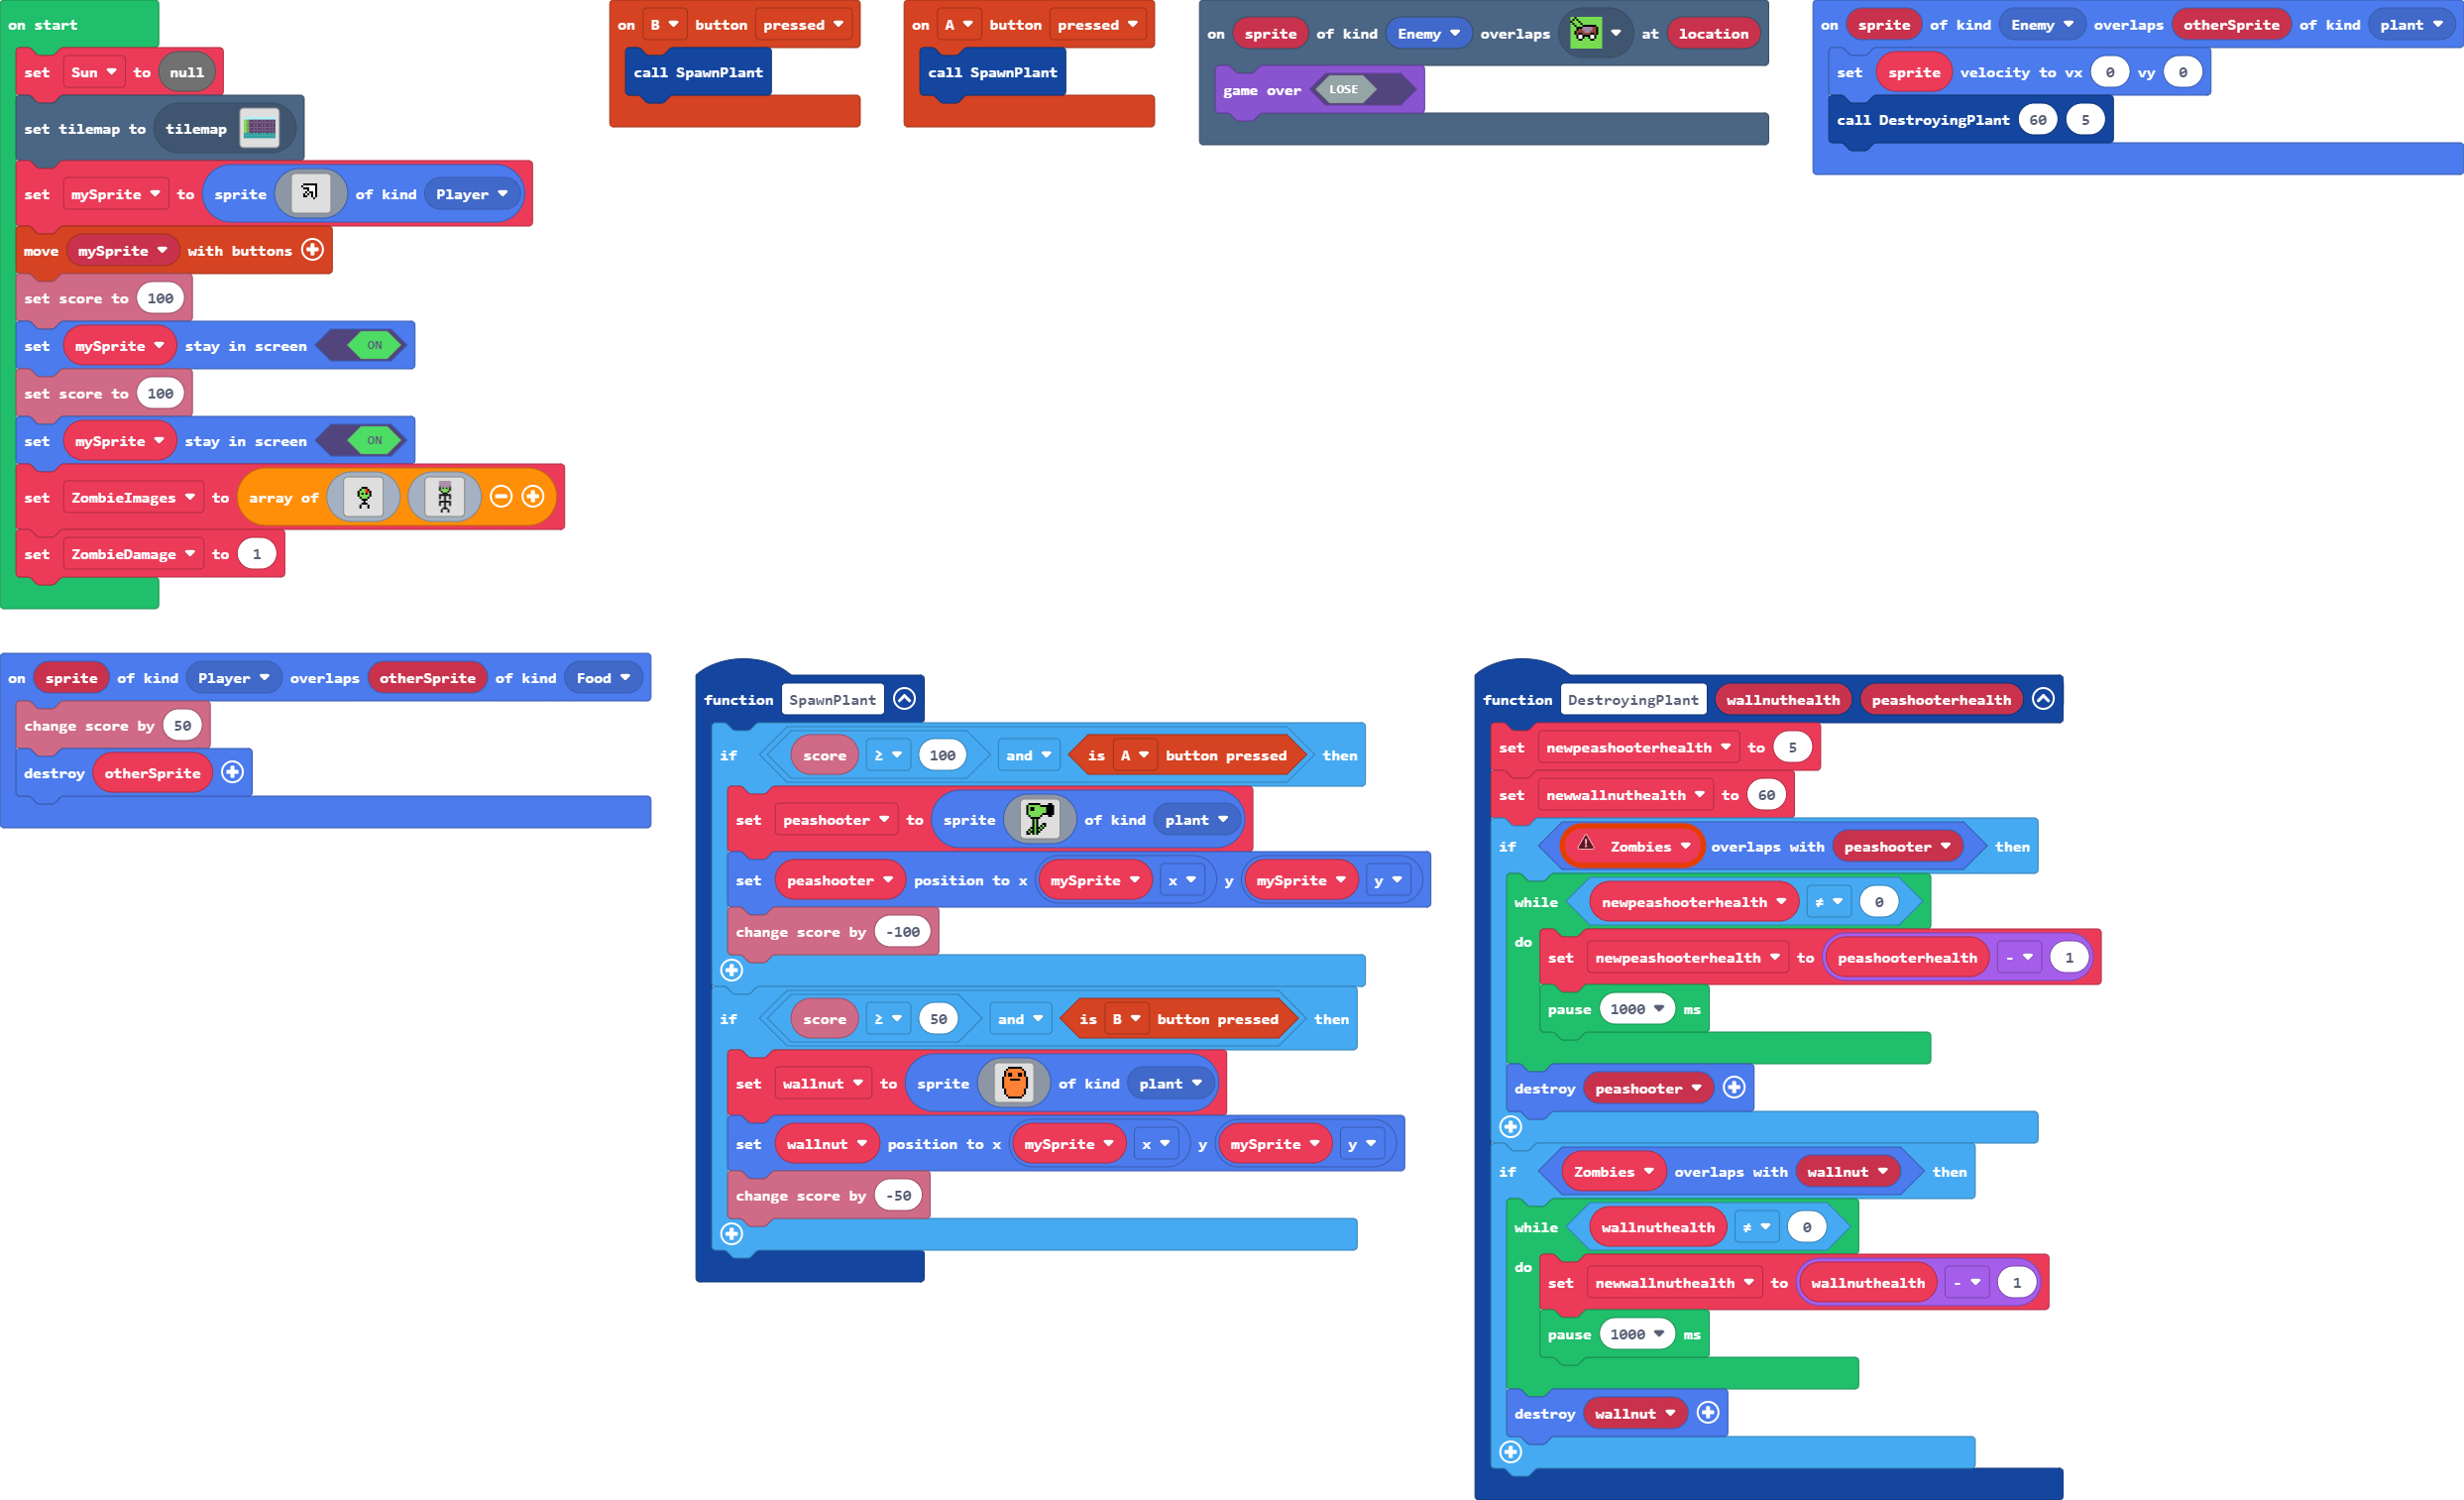 on start
set Sun to null
set tilemap to tilemap
set mySprite to sprite of kind Player
move mySprite with buttons
set score to 100
set mySprite stay in screen ON
set score to 100
set mySprite stay in screen ON
set ZombieImages to array of
set ZombieDamage to 1
on B button pressed
call SpawnPlant
on A button pressed
call SpawnPlant
on sprite of kind Enemy overlaps at location
game over LOSE
on sprite of kind Enemy overlaps otherSprite of kind plant
set sprite velocity to vx 0 vy 0
call DestroyingPlant 60 5
on sprite of kind Player overlaps otherSprite of kind Food
change score by 50
destroy otherSprite
function SpawnPlant
if score ≥ 100 and is A button pressed then
set peashooter to sprite of kind plant
set peashooter position to x mySprite x y mySprite y
change score by -100
if score ≥ 50 and is B button pressed then
set wallnut to sprite of kind plant
set wallnut position to x mySprite x y mySprite y
change score by -50
function DestroyingPlant wallnuthealth peashooterhealth
set newpeashooterhealth to 5
set newwallnuthealth to 60
if Zombies overlaps with peashooter then
while newpeashooterhealth ≠ 0
do
set newpeashooterhealth to peashooterhealth - 1
pause 1000 ms
destroy peashooter
if Zombies overlaps with wallnut then
while wallnuthealth ≠ 0
do
set newwallnuthealth to wallnuthealth - 1
pause 1000 ms
destroy wallnut